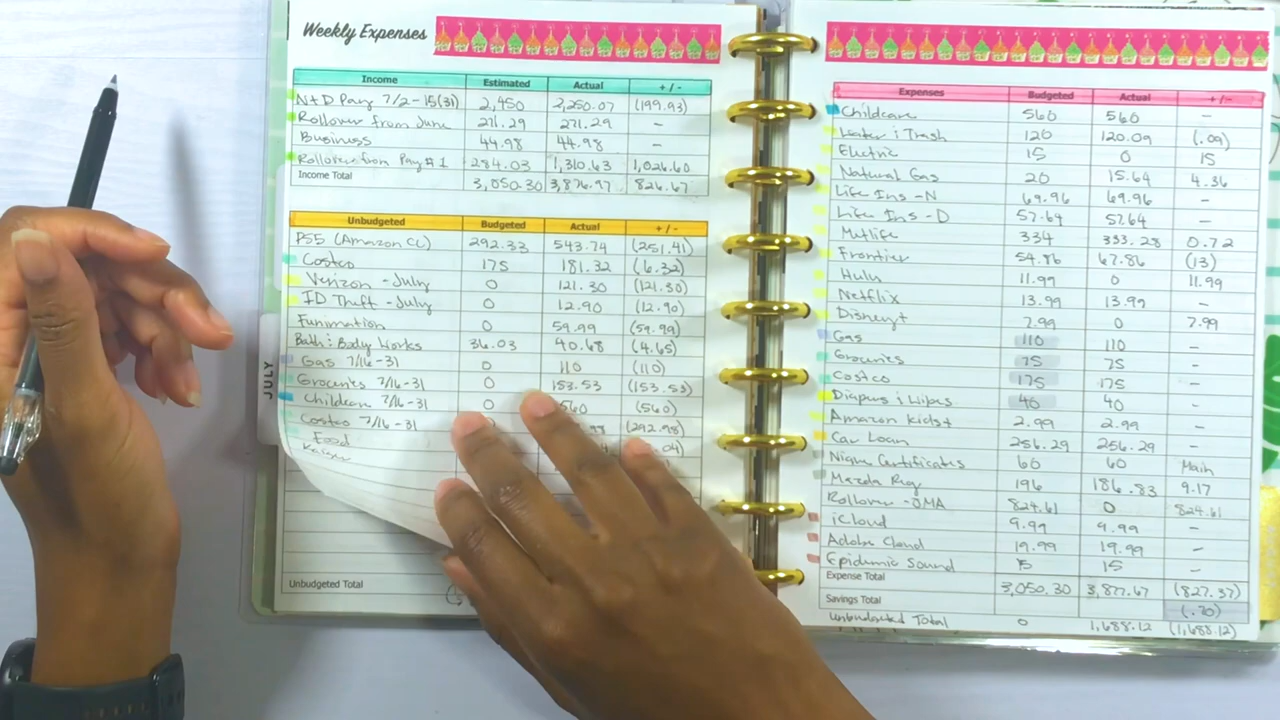 Weekly Expenses
Income Estimated Actual +/-
N+D Pay 7/2-15(31) 2,450 2,250.07 (199.93)
Rollover from June 271.29 271.29 -
Business 44.98 44.98 -
Rollover from Pay #1 284.03 1,310.63 1,026.60
Income Total 3,050.30 3,876.97 826.67
Unbudgeted Budgeted Actual +/-
PS5 (Amazon CC) 292.33 543.74 (251.41)
Costco 175 181.32 (6.32)
Verizon - July 0 121.30 (121.30)
ID Theft - July 0 12.90 (12.90)
Funimation 0 59.99 (59.99)
Bath & Body Works 36.03 40.68 (4.65)
Gas 7/16-31 0 110 (110)
Groceries 7/16-31 0 153.53 (153.53)
Childcare 7/16-31 0 560 (560)
Costco 7/16-31 (292.98)
Food
Kaiser
Unbudgeted Total
JULY
Expenses Budgeted Actual +/-
Childcare 560 560 -
Water & Trash 120 120.09 (.09)
Electric 15 0 15
Natural Gas 20 15.64 4.36
Life Ins - N 69.96 69.96 -
Life Ins - D 57.64 57.64 -
Metlife 334 333.28 0.72
Frontier 54.86 67.86 (13)
Hulu 11.99 0 11.99
Netflix 13.99 13.99 -
Disney+ 7.99 0 7.99
Gas 110 110
Groceries 75 75
Costco 175 175
Diapers & Wipes 40 40
Amazon Kids+ 2.99 2.99 -
Car Loan 256.29 256.29 -
Nique Certificates 60 60 Main
Mazda Reg 196 186.83 9.17
Rollover - JMA 824.61 0 824.61
iCloud 9.99 9.99 -
Adobe Cloud 19.99 19.99 -
Epidemic Sound 15 15 -
Expense Total 3,050.30 3,877.67 (827.37)
Savings Total (.70)
Unbudgeted Total 0 1,688.12 (1,688.12)